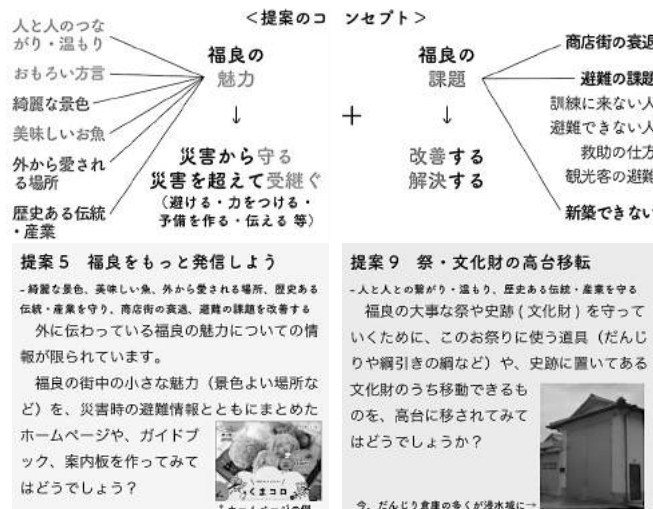 <提案のコンセプト>
人と人のつな
がり・温もり
おもろい方言
綺麗な景色
美味しいお魚
外から愛され
る場所
歴史ある伝統
・産業
福良の
魅力
↓
災害から守る
災害を超えて受継ぐ
(避ける・力をつける・
予備を作る・伝える 等)
+
福良の
課題
↓
改善する
解決する
商店街の衰退
避難の課題
訓練に来ない人
避難できない人
救助の仕方
観光客の避難
新築できない
提案5 福良をもっと発信しよう
- 綺麗な景色、美味しい魚、外から愛される場所、歴史ある
伝統・産業を守り、商店街の衰退、避難の課題を改善する
外に伝わっている福良の魅力についての情
報が限られています。
福良の街中の小さな魅力(景色よい場所な
ど)を、災害時の避難情報とともにまとめた
ホームページや、ガイドブ
ック、案内板を作ってみて
はどうでしょう?
くまコロ
提案9 祭・文化財の高台移転
- 人と人との繋がり・温もり、歴史ある伝統・産業を守る
福良の大事な祭や史跡(文化財)を守って
いくために、このお祭りに使う道具(だんじ
りや綱引きの綱など)や、史跡に置いてある
文化財のうち移動できるも
のを、高台に移されてみて
はどうでしょうか?
今、だんじり倉庫の多くが浸水域に→